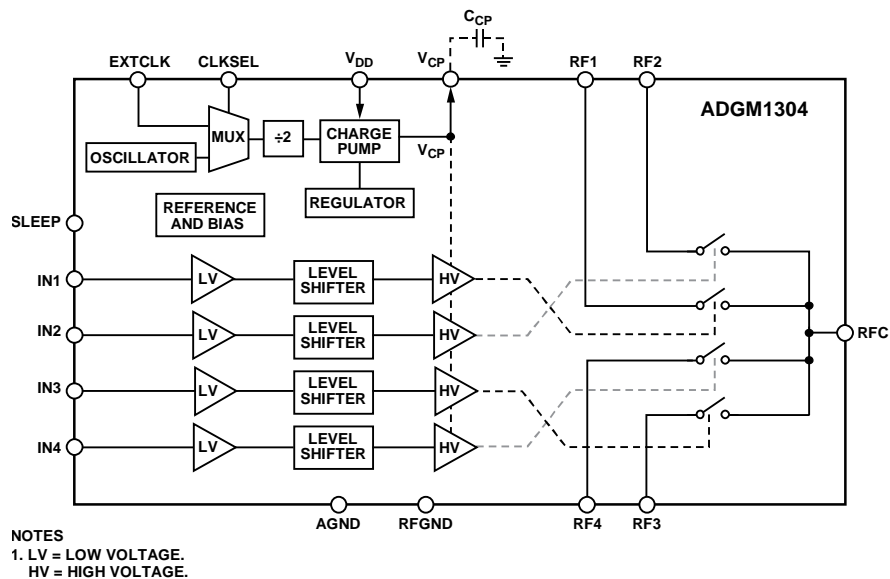 C_CP
EXTCLK CLKSEL V_DD V_CP RF1 RF2
ADGM1304
MUX ÷2 CHARGE PUMP V_CP
OSCILLATOR
REFERENCE AND BIAS
REGULATOR
SLEEP
IN1 LV LEVEL SHIFTER HV
IN2 LV LEVEL SHIFTER HV
RFC
IN3 LV LEVEL SHIFTER HV
IN4 LV LEVEL SHIFTER HV
AGND RFGND RF4 RF3
NOTES
1. LV = LOW VOLTAGE.
HV = HIGH VOLTAGE.